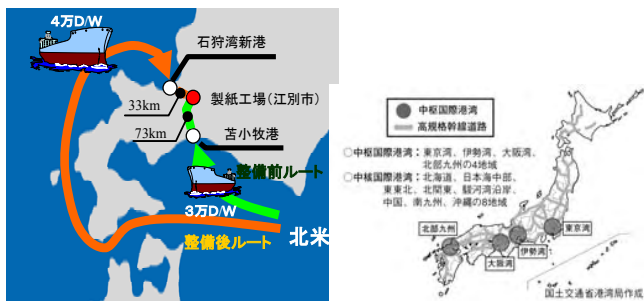 4万D/W
石狩湾新港
33km
製紙工場(江別市)
73km
苫小牧港
整備前ルート
3万D/W
整備後ルート
北米
中枢国際港湾
高規格幹線道路
○中枢国際港湾：東京湾、伊勢湾、大阪湾、
北部九州の4地域
○中核国際港湾：北海道、日本海中部、
東東北、北関東、駿河湾沿岸、
中国、南九州、沖縄の8地域
北部九州
東京湾
伊勢湾
大阪湾
国土交通省港湾局作成